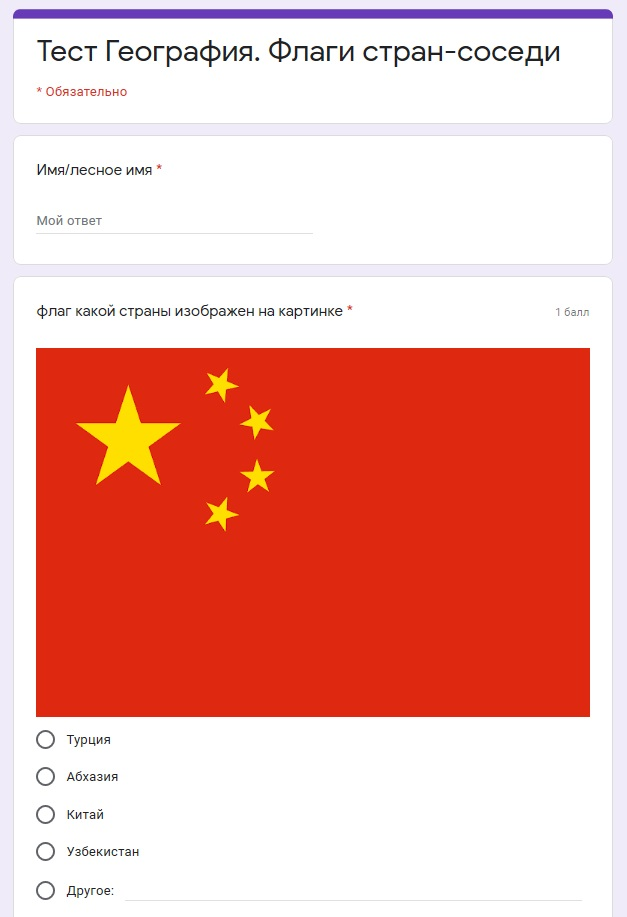 Тест География. Флаги стран-соседи
* Обязательно
Имя/лесное имя *
Мой ответ
флаг какой страны изображен на картинке *
1 балл
Турция
Абхазия
Китай
Узбекистан
Другое: